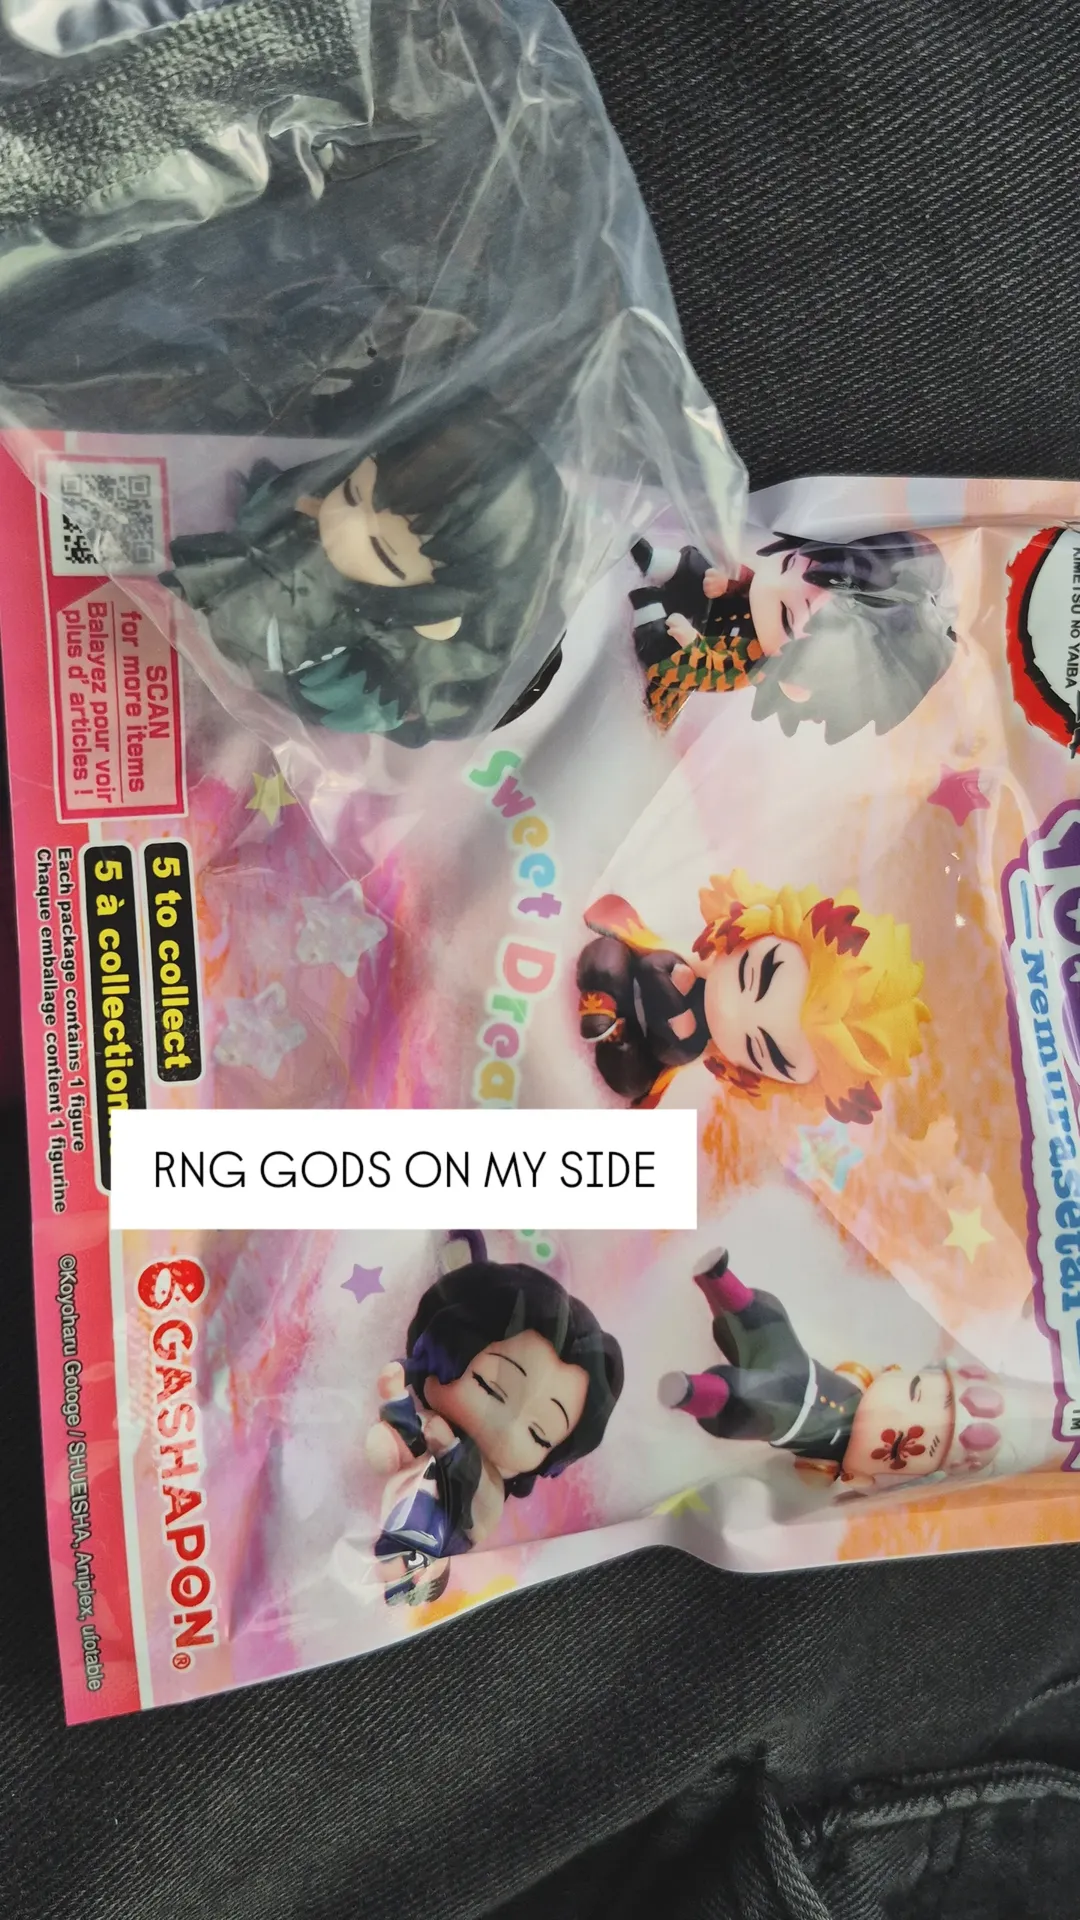 KIMETSU NO YAIBA
Nemurasetai
TM
Sweet Drea
SCAN
for more items
Balayez pour voir
plus d' articles !
5 to collect
5 à collection
Each package contains 1 figure
Chaque emballage contient 1 figurine
RNG GODS ON MY SIDE
GASHAPON®
©Koyoharu Gotoge / SHUEISHA, Aniplex, ufotable